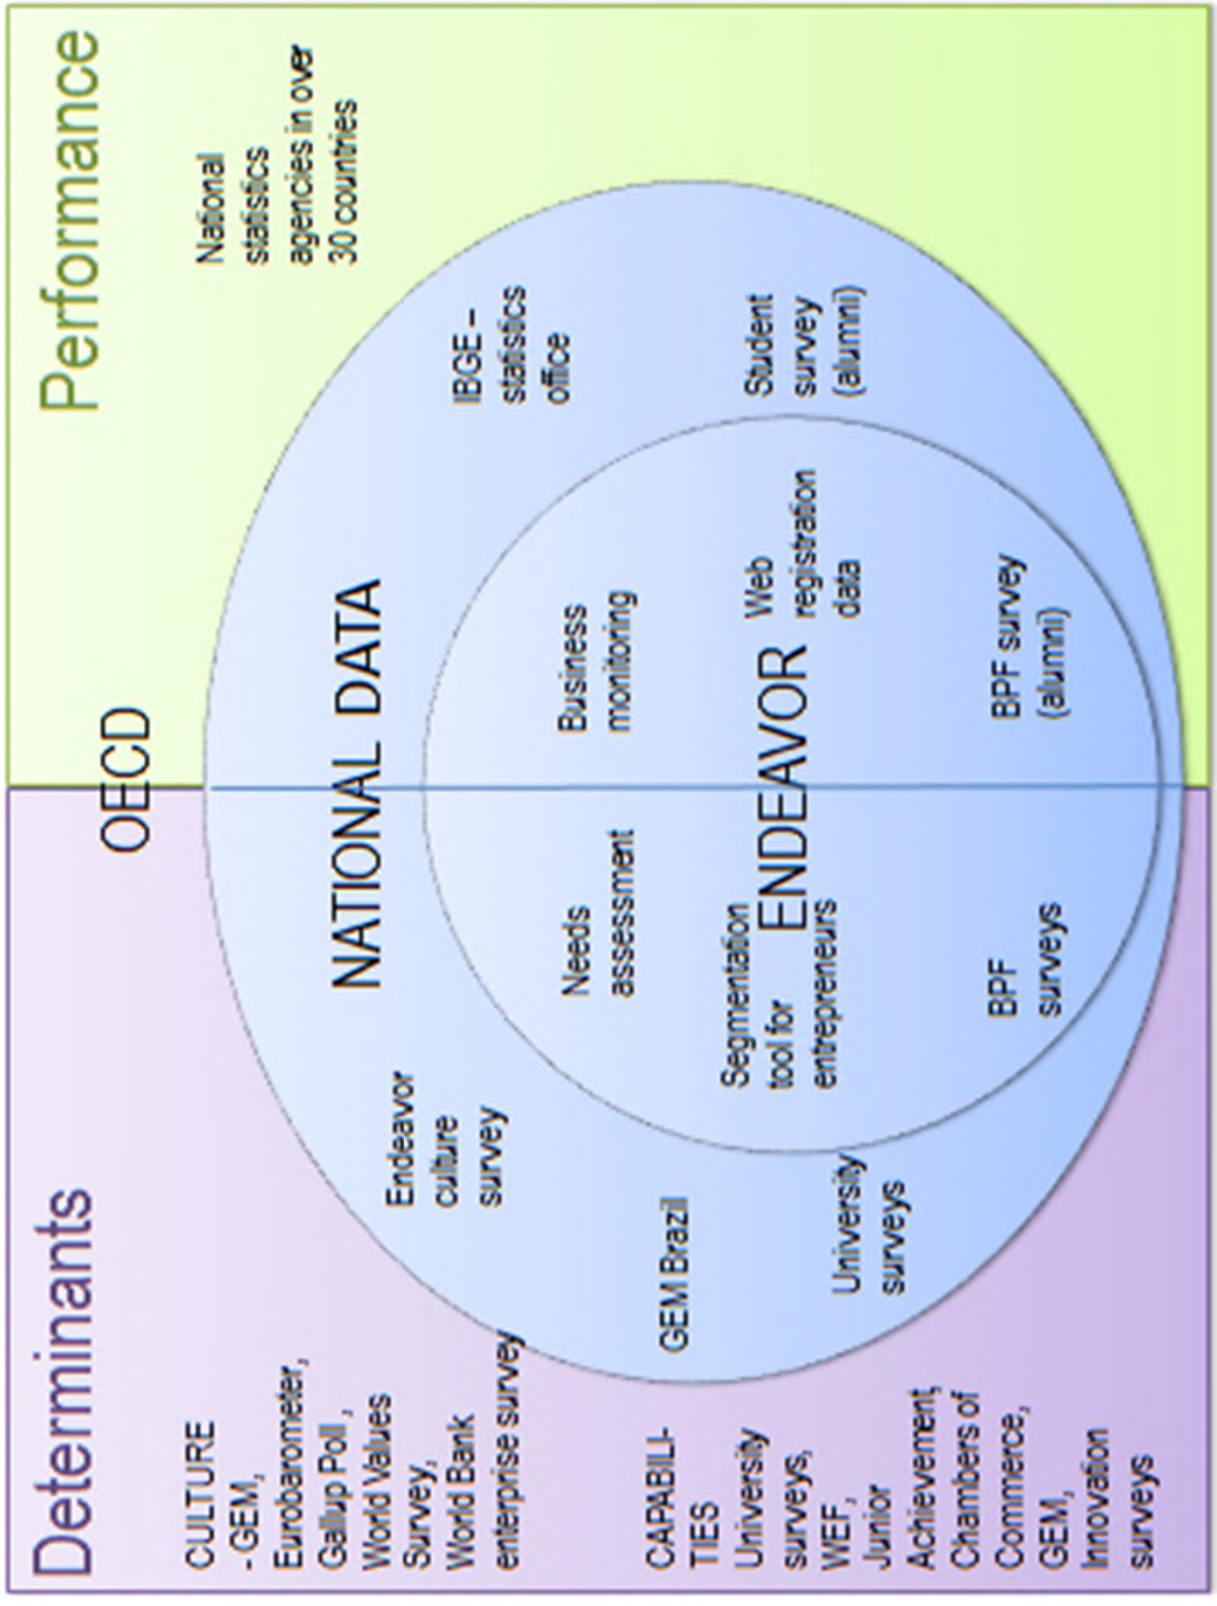 Determinants
OECD
Performance
CULTURE
- GEM,
Eurobarometer,
Gallup Poll ,
World Values
Survey,
World Bank
enterprise survey
CAPABILI-
TIES
University
surveys,
WEF,
Junior
Achievement,
Chambers of
Commerce,
GEM,
Innovation
surveys
National
statistics
agencies in over
30 countries
NATIONAL DATA
Endeavor
culture
survey
GEM Brazil
University
surveys
IBGE –
statistics
office
Student
survey
(alumni)
ENDEAVOR
Needs
assessment
Segmentation
tool for
entrepreneurs
BPF
surveys
Business
monitoring
Web
registration
data
BPF survey
(alumni)